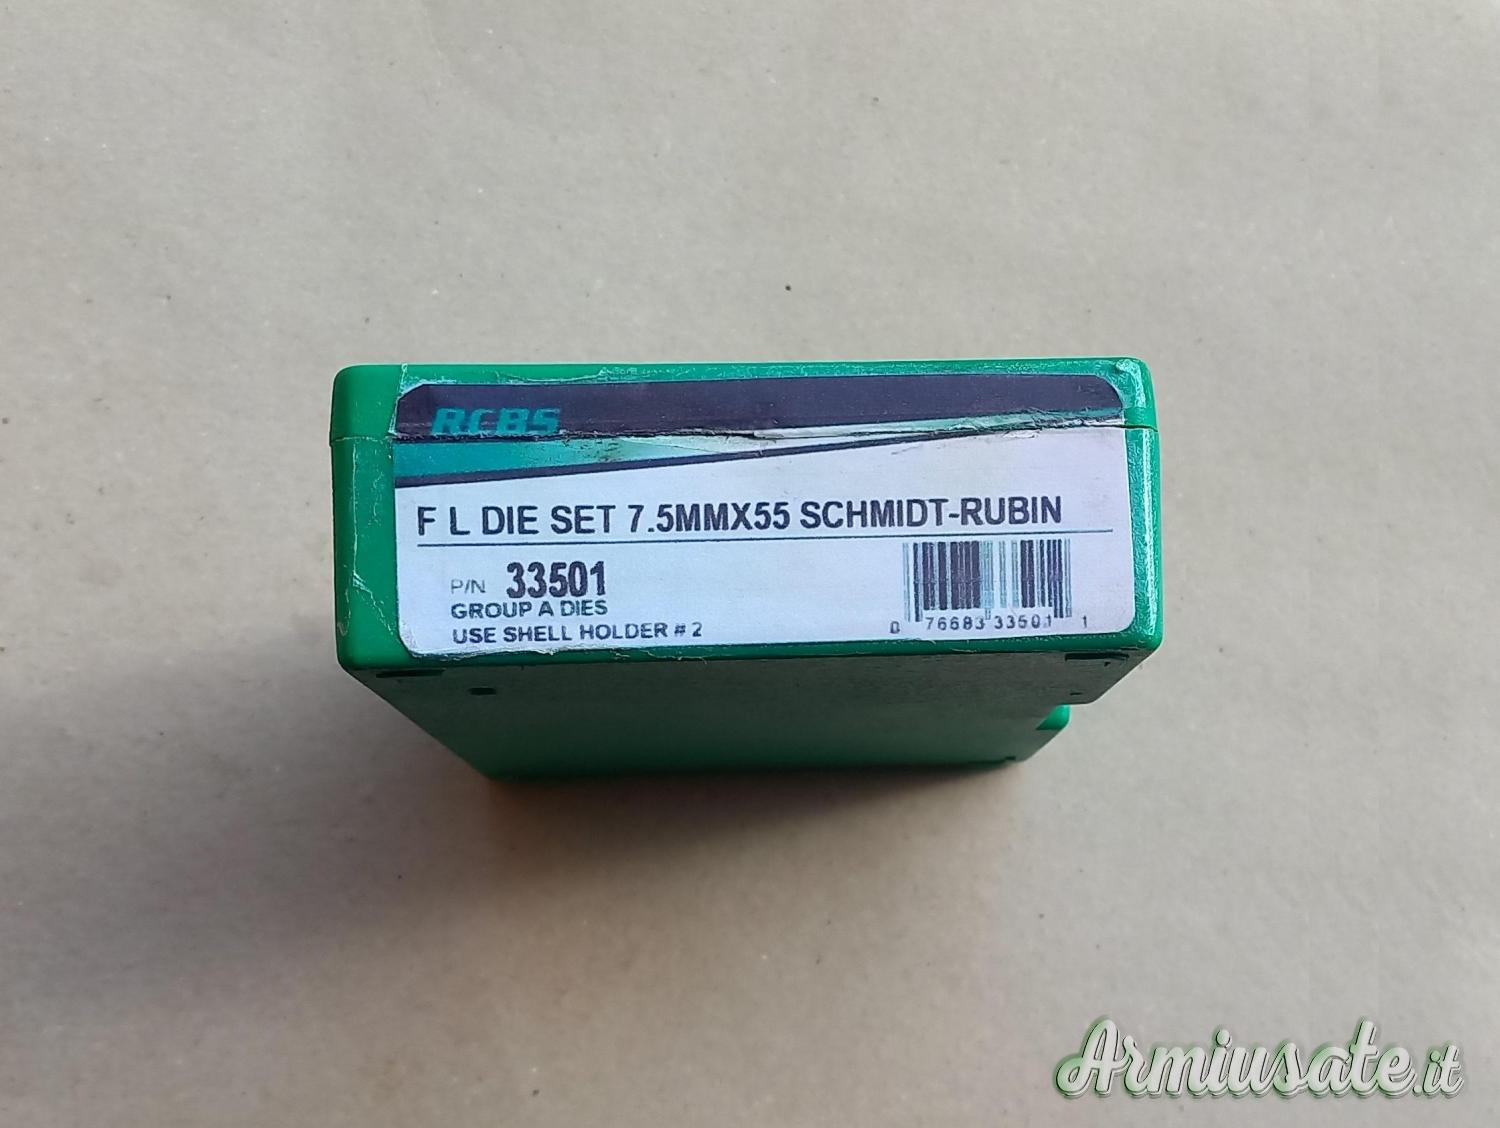 RCBS
F L DIE SET 7.5MMX55 SCHMIDT-RUBIN
P/N 33501
GROUP A DIES
USE SHELL HOLDER # 2
0 76683 33501 1
Armiusate.it